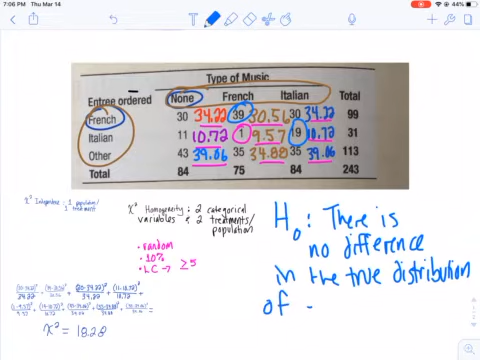 7:06 PM Thu Mar 14
44%
Type of Music
Entree ordered None French Italian Total
French 30 34.22 39 30.56 30 34.22 99
Italian 11 10.72 1 9.57 19 10.72 31
Other 43 39.06 35 34.88 35 39.06 113
Total 84 75 84 243
X² Independence : 1 population/
1 treatment
X² Homogeneity : 2 categorical
variables & 2 treatments/
population
• random
• 10%
• LC → ≥5
X² = 18.28
H₀ : There is
no difference
in the true distribution
of